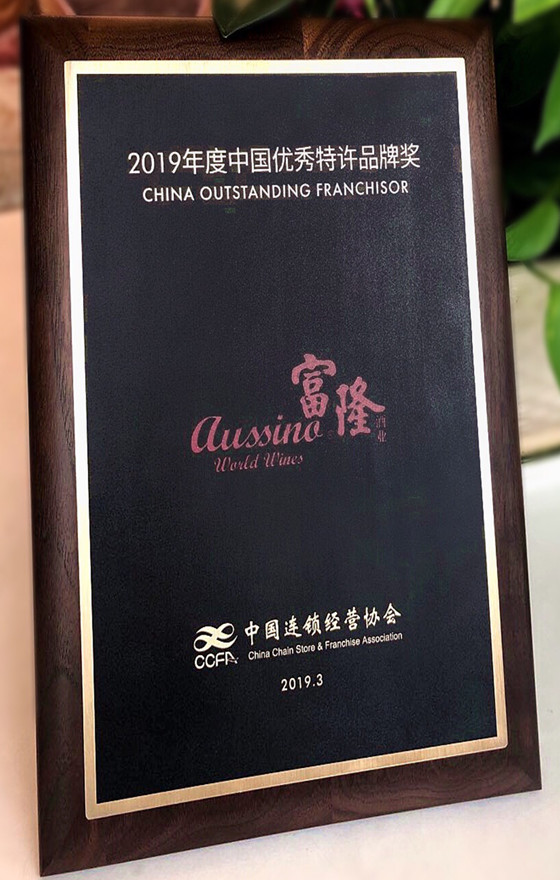 2019年度中国优秀特许品牌奖
CHINA OUTSTANDING FRANCHISOR
富隆
酒业
aussino
World Wines
CCFA
中国连锁经营协会
China Chain Store & Franchise Association
2019.3